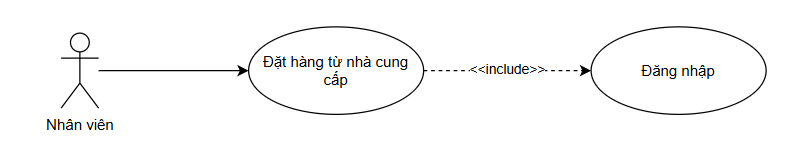 Đặt hàng từ nhà cung
cấp
<<include>>
Đăng nhập
Nhân viên